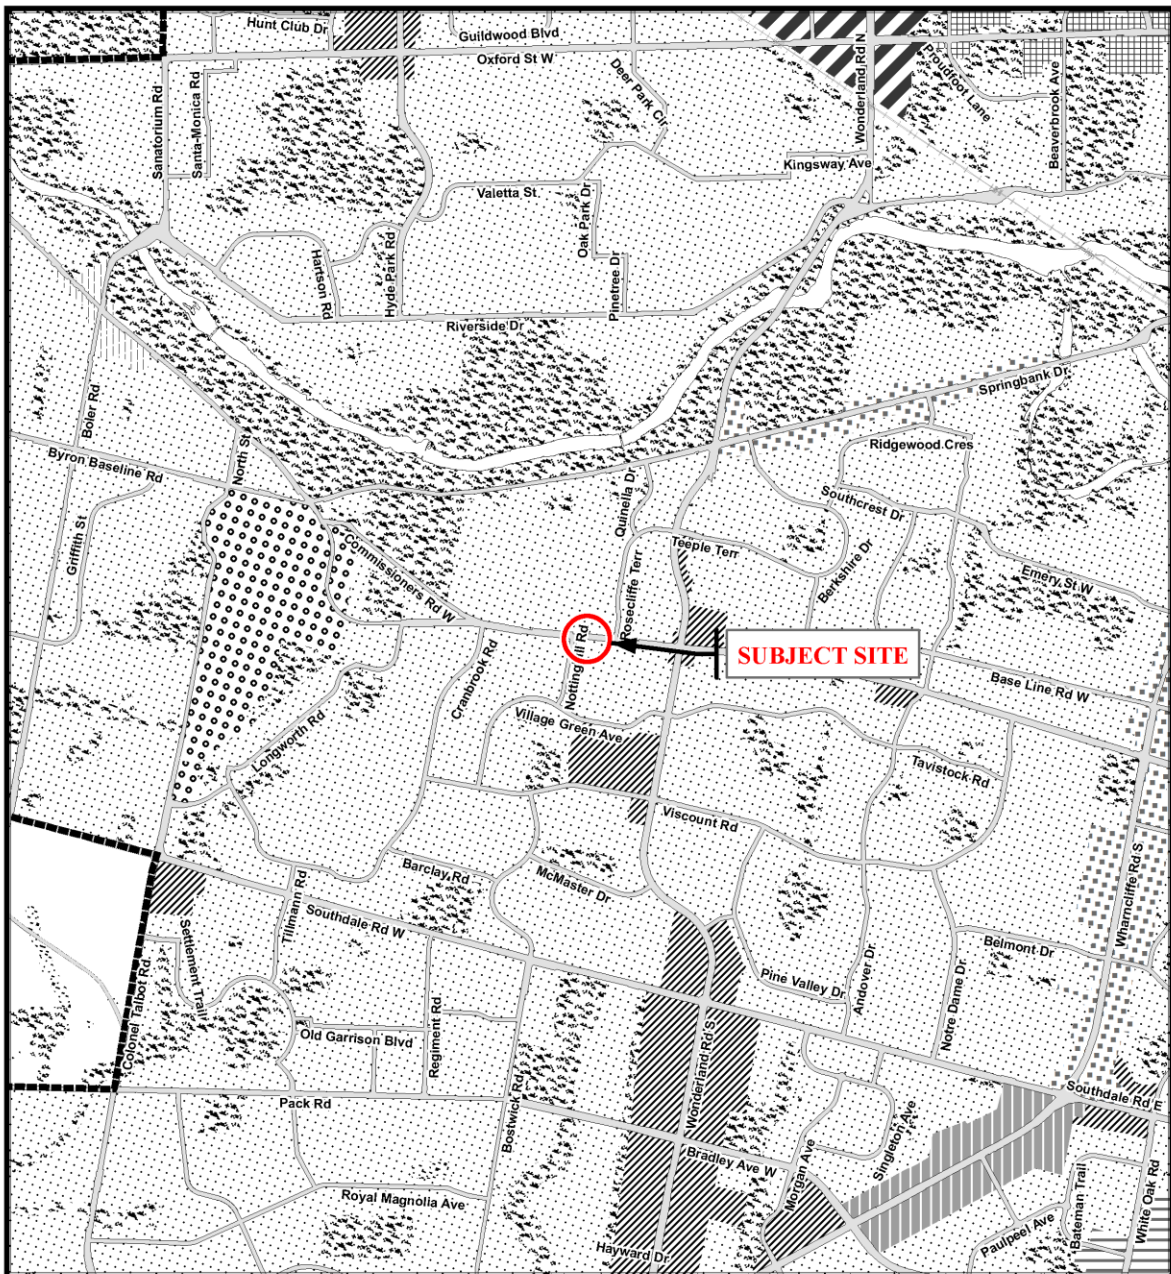 Hunt Club Dr
Guildwood Blvd
Oxford St W
Sanatorium Rd
Santa-Monica Rd
Deer Park Cir
Wonderland Rd N
Proudfoot Lane
Beaverbrook Ave
Kingsway Ave
Valetta St
Oak Park Dr
Hyde Park Rd
Harison Rd
Pinetree Dr
Riverside Dr
Springbank Dr
Boler Rd
Ridgewood Cres
North St
Byron Baseline Rd
Quinella Dr
Southcrest Dr
Griffith St
Commissioners Rd W
Teeple Terr
Berkshire Dr
Emery St W
Rosecliffe Terr
Notting ill Rd
SUBJECT SITE
Cranbrook Rd
Base Line Rd W
Village Green Ave
Longworth Rd
Tavistock Rd
Viscount Rd
Barclay Rd
McMaster Dr
Tillmann Rd
Southdale Rd W
Wharncliffe Rd S
Settlement Trail
Belmont Dr
Pine Valley Dr
Andover Dr
Notre Dame Dr
Colonel Talbot Rd
Old Garrison Blvd
Regiment Rd
Wonderland Rd S
Southdale Rd E
Pack Rd
Bostwick Rd
Singleton Ave
Bradley Ave W
Morgan Ave
Royal Magnolia Ave
Bateman Trail
White Oak Rd
Paulpeel Ave
Hayward Dr